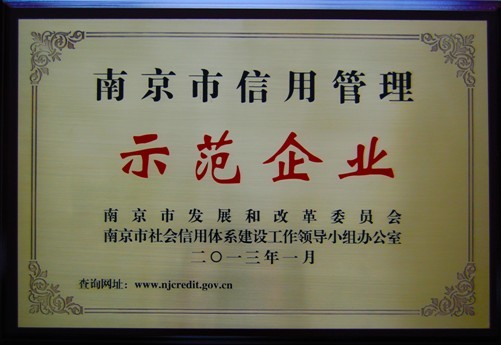 南京市信用管理
示范企业
南京市发展和改革委员会
南京市社会信用体系建设工作领导小组办公室
二〇一三年一月
查询网址：www.njcredit.gov.cn